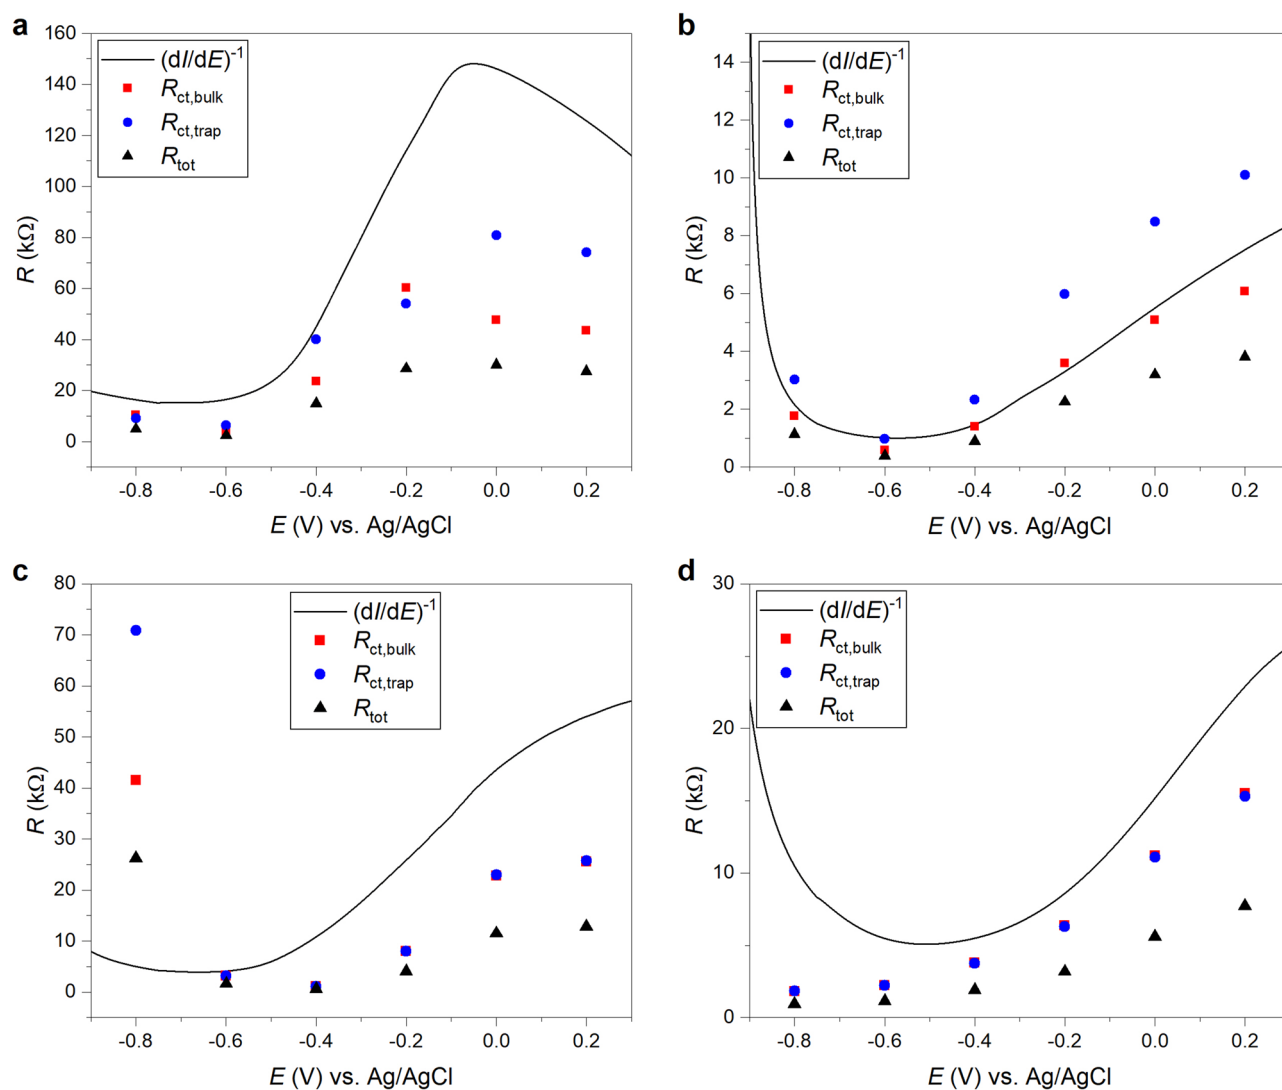 a
160
140
120
100
80
60
40
20
0
R (kΩ)
(dI/dE)⁻¹
Rct,bulk
Rct,trap
Rtot
-0.8 -0.6 -0.4 -0.2 0.0 0.2
E (V) vs. Ag/AgCl
b
14
12
10
8
6
4
2
0
R (kΩ)
(dI/dE)⁻¹
Rct,bulk
Rct,trap
Rtot
-0.8 -0.6 -0.4 -0.2 0.0 0.2
E (V) vs. Ag/AgCl
c
80
70
60
50
40
30
20
10
0
R (kΩ)
(dI/dE)⁻¹
Rct,bulk
Rct,trap
Rtot
-0.8 -0.6 -0.4 -0.2 0.0 0.2
E (V) vs. Ag/AgCl
d
30
20
10
0
R (kΩ)
(dI/dE)⁻¹
Rct,bulk
Rct,trap
Rtot
-0.8 -0.6 -0.4 -0.2 0.0 0.2
E (V) vs. Ag/AgCl